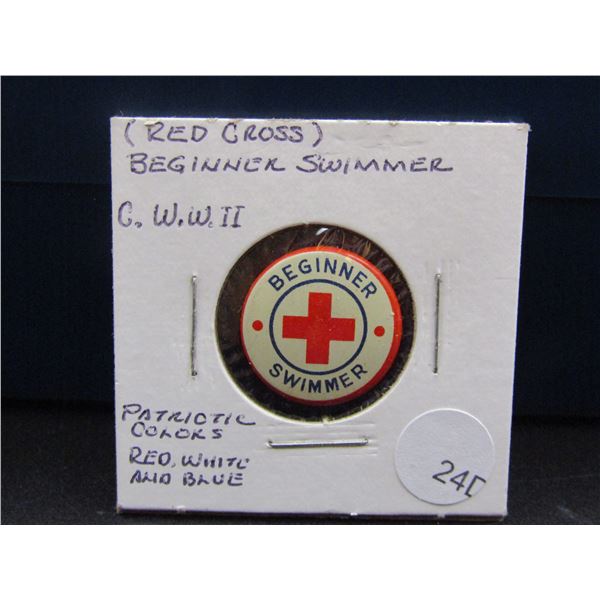 (RED CROSS)
BEGINNER SWIMMER
C. W.W. II
BEGINNER
SWIMMER
PATRIOTIC
COLORS
RED, WHITE
AND BLUE
24D